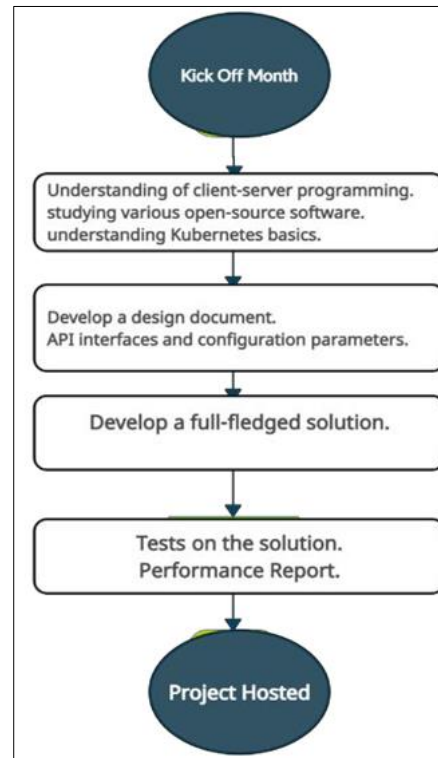 Kick Off Month
Understanding of client-server programming.
studying various open-source software.
understanding Kubernetes basics.
Develop a design document.
API interfaces and configuration parameters.
Develop a full-fledged solution.
Tests on the solution.
Performance Report.
Project Hosted